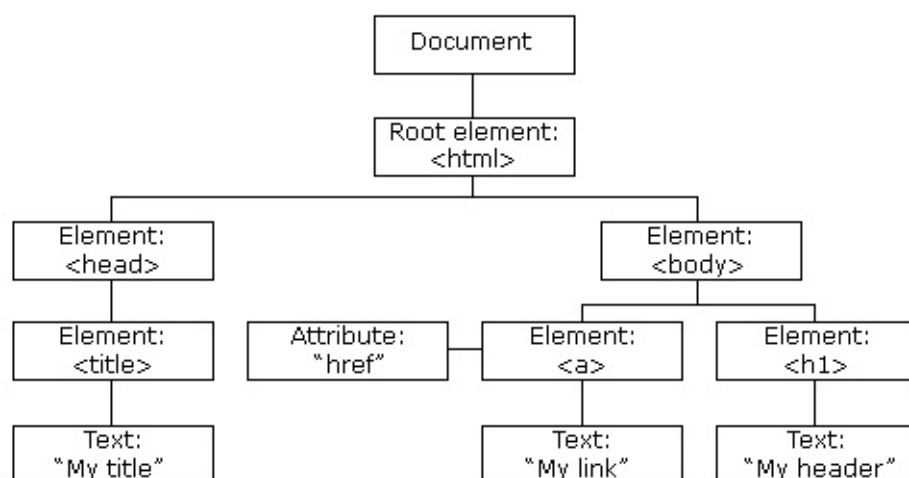 Document
Root element:
<html>
Element:
<head>
Element:
<body>
Element:
<title>
Attribute:
“href”
Element:
<a>
Element:
<h1>
Text:
“My title”
Text:
“My link”
Text:
“My header”